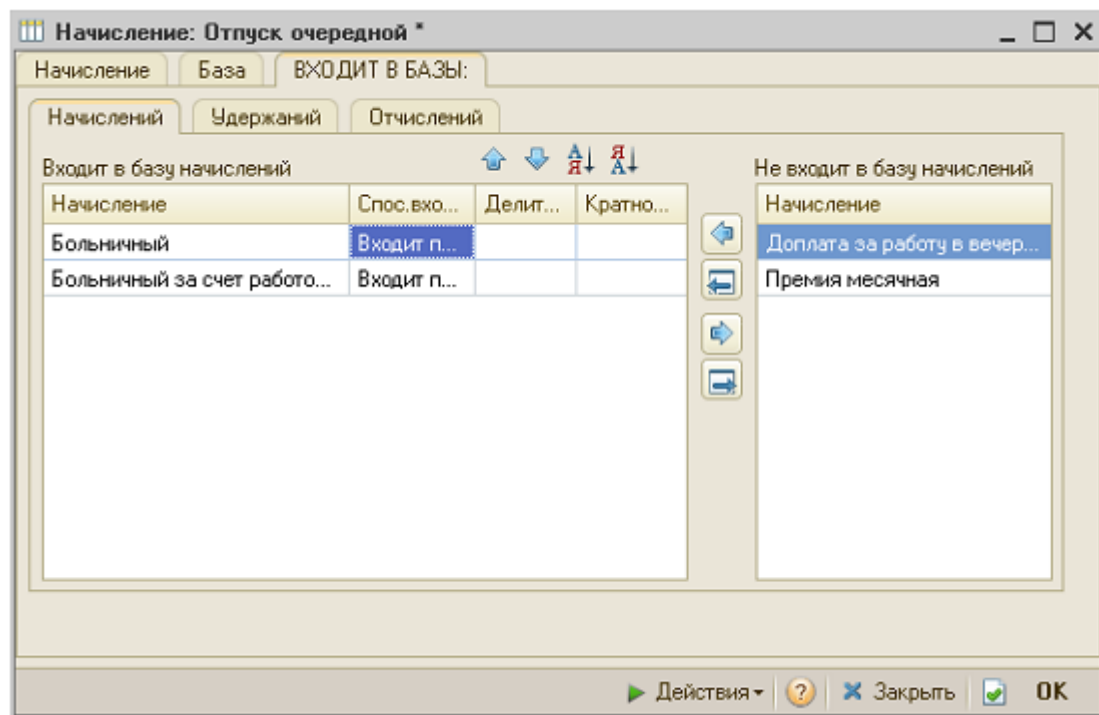 Начисление: Отпуск очередной *
Начисление База ВХОДИТ В БАЗЫ:
Начислений Удержаний Отчислений
Входит в базу начислений А Я Я А Не входит в базу начислений
Начисление Спос.вхо... Делит... Кратно... Начисление
Больничный Входит п... Доплата за работу в вечер...
Больничный за счет работо... Входит п... Премия месячная
Действия ? Закрыть OK